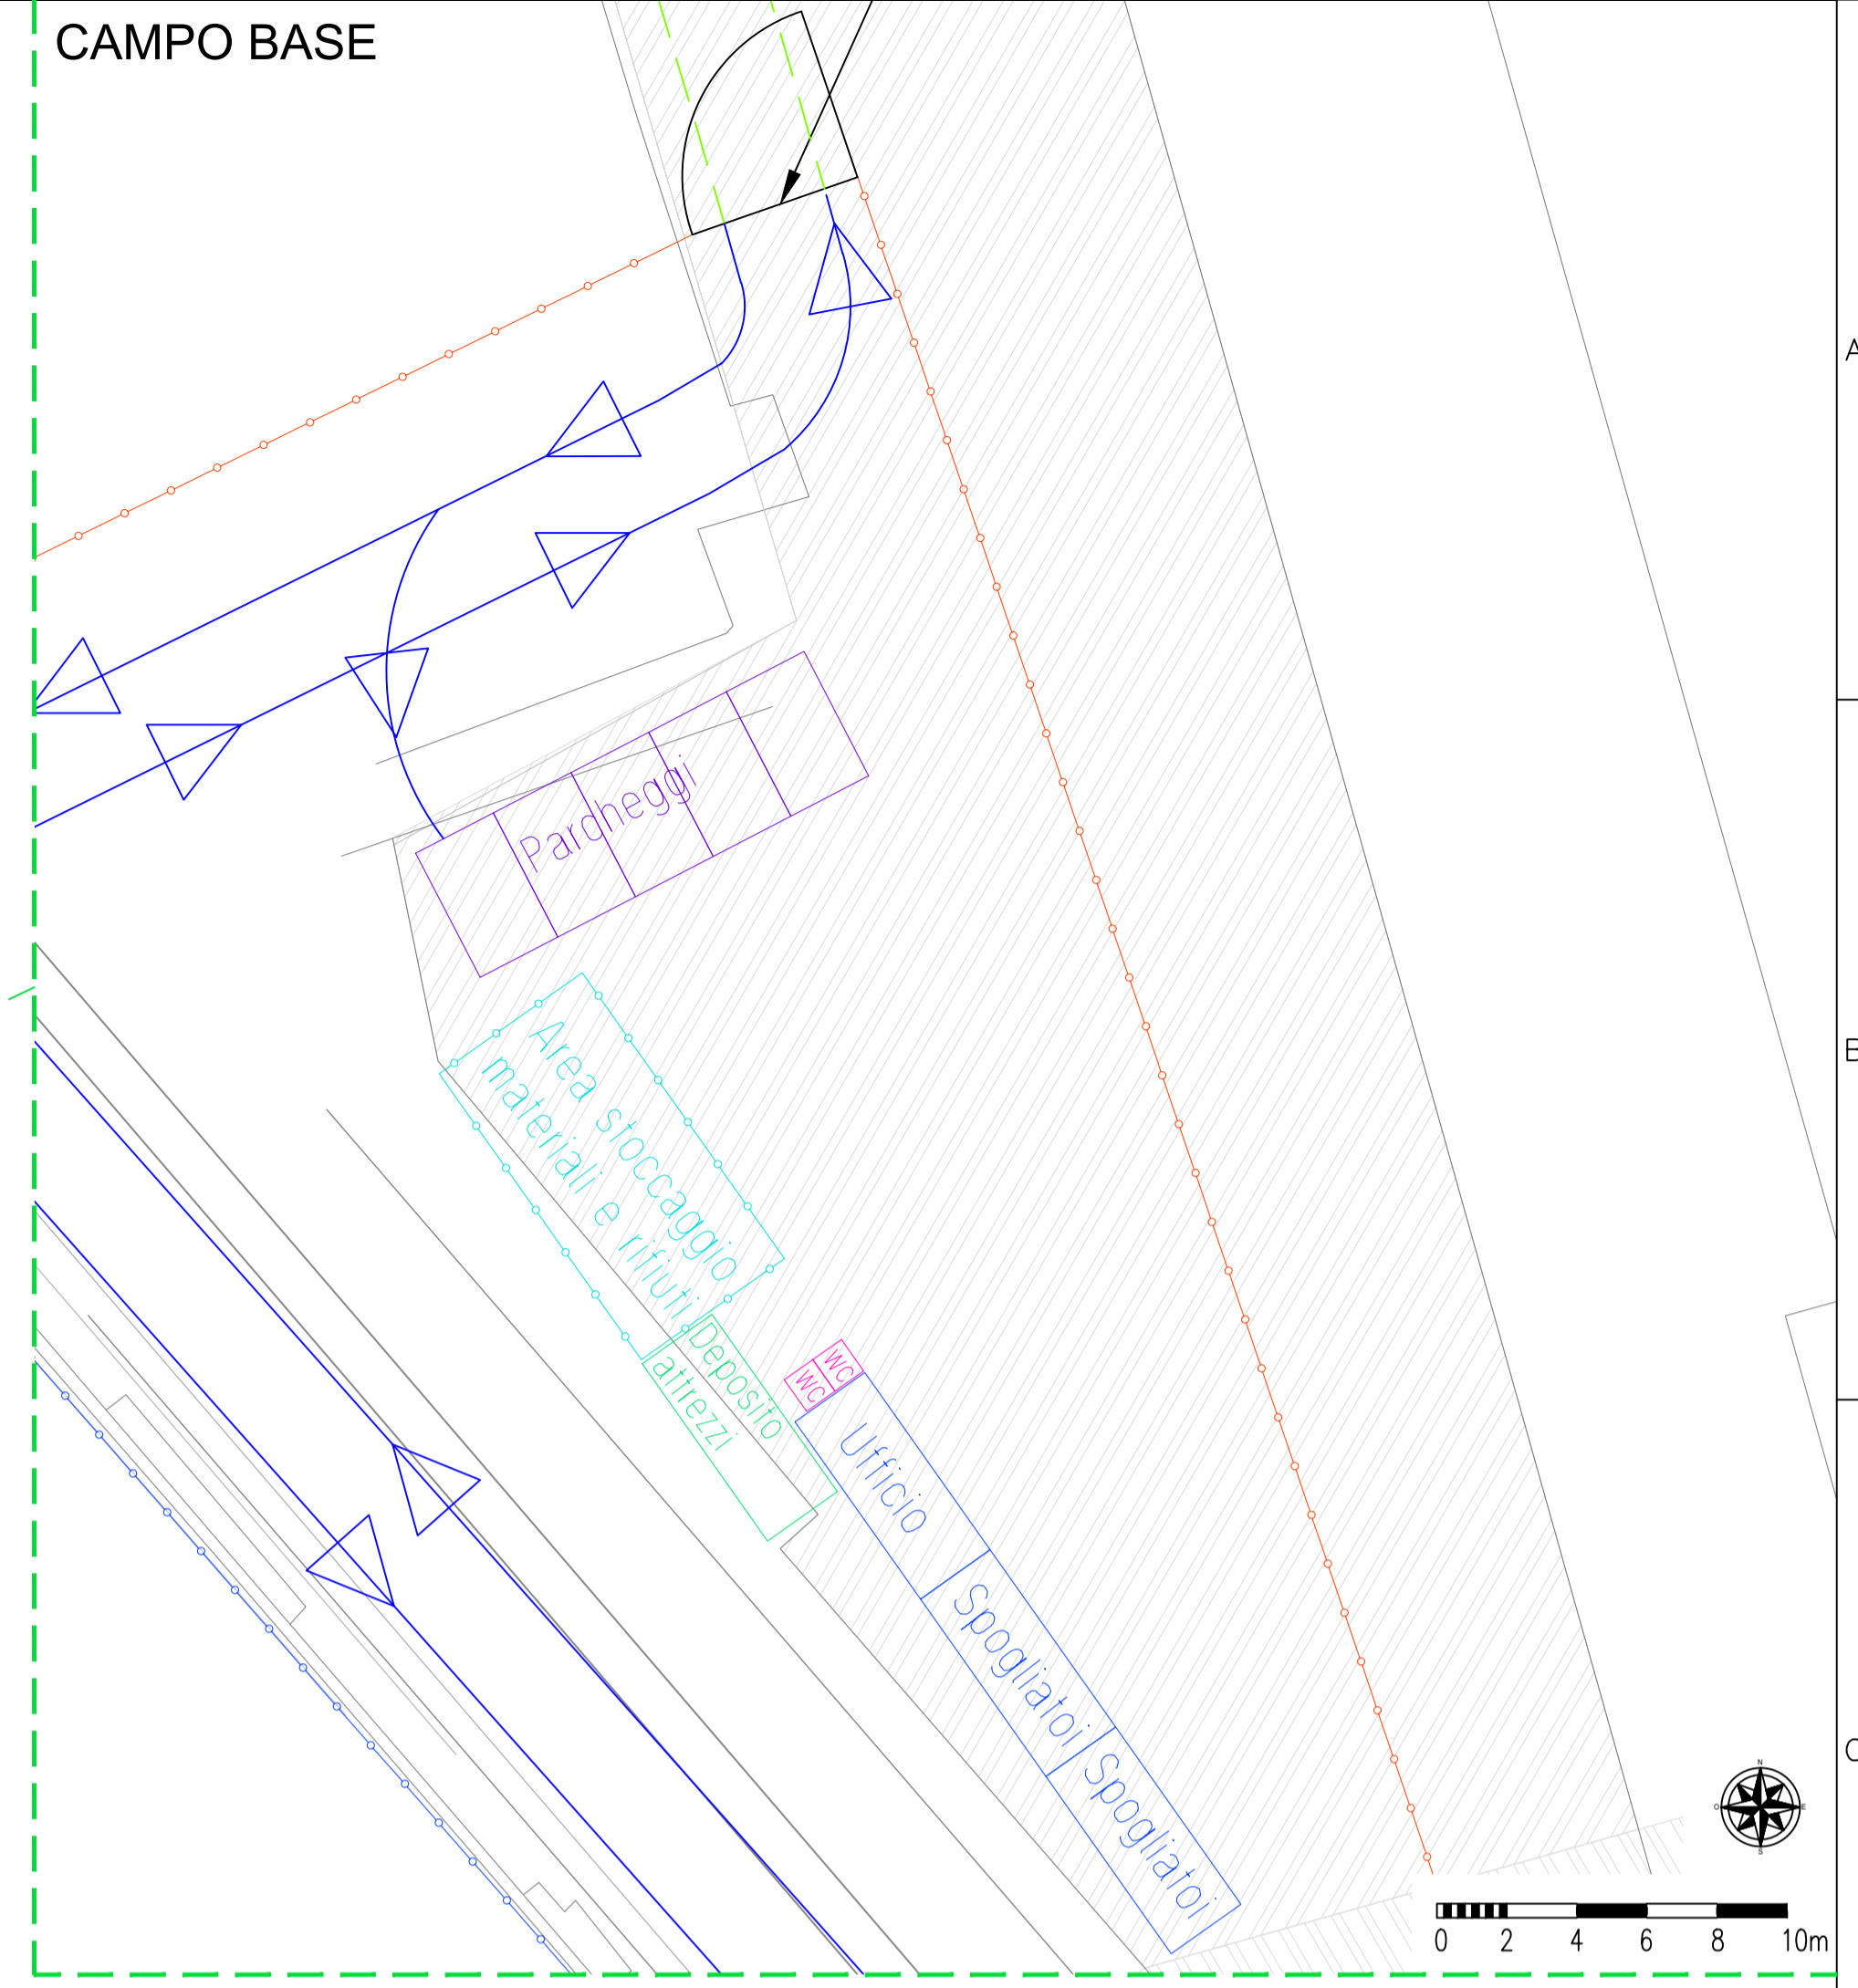 CAMPO BASE
A
Parcheggi
B
Area stoccaggio
materiali e rifiuti
Deposito
attrezzi
WC
WC
Ufficio
Spogliatoi
Spogliatoi
C
N
O
E
S
0 2 4 6 8 10m